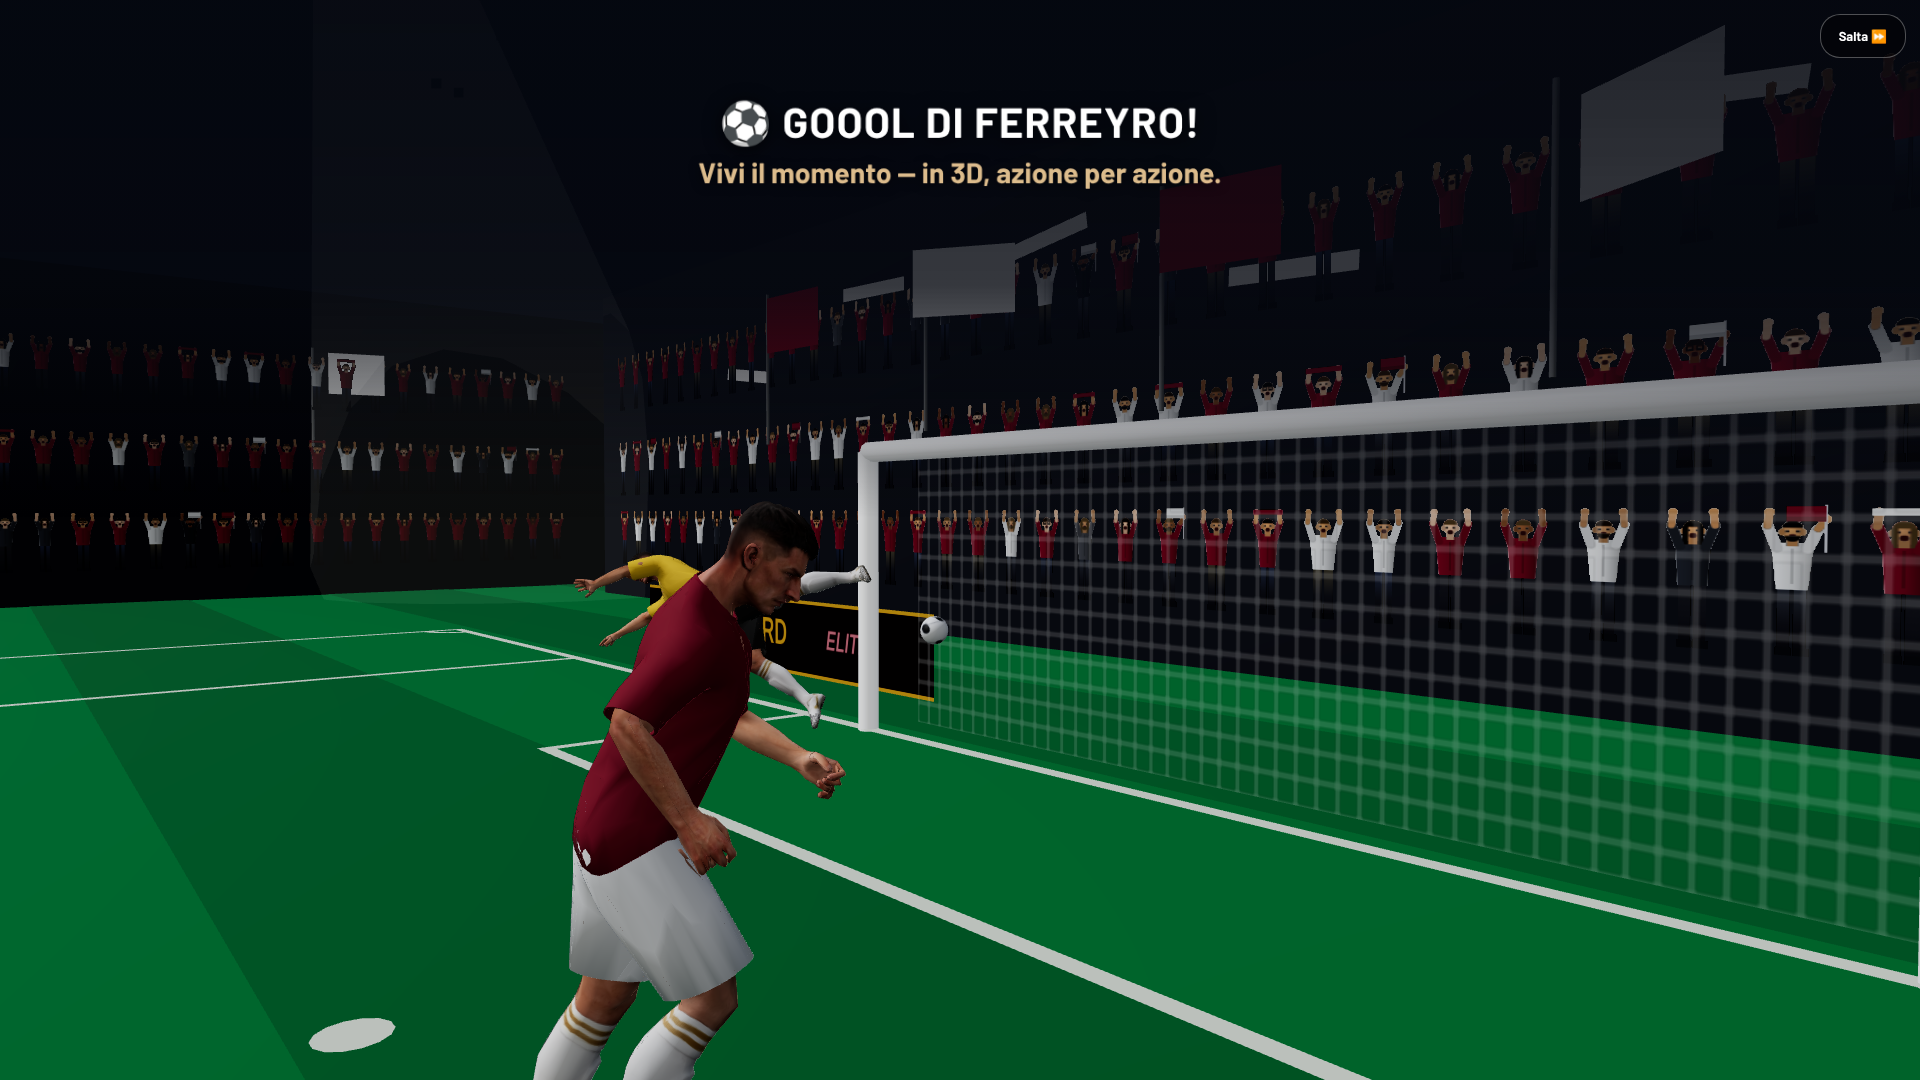 Salta
GOOOL DI FERREYRO!
Vivi il momento — in 3D, azione per azione.
RD ELIT